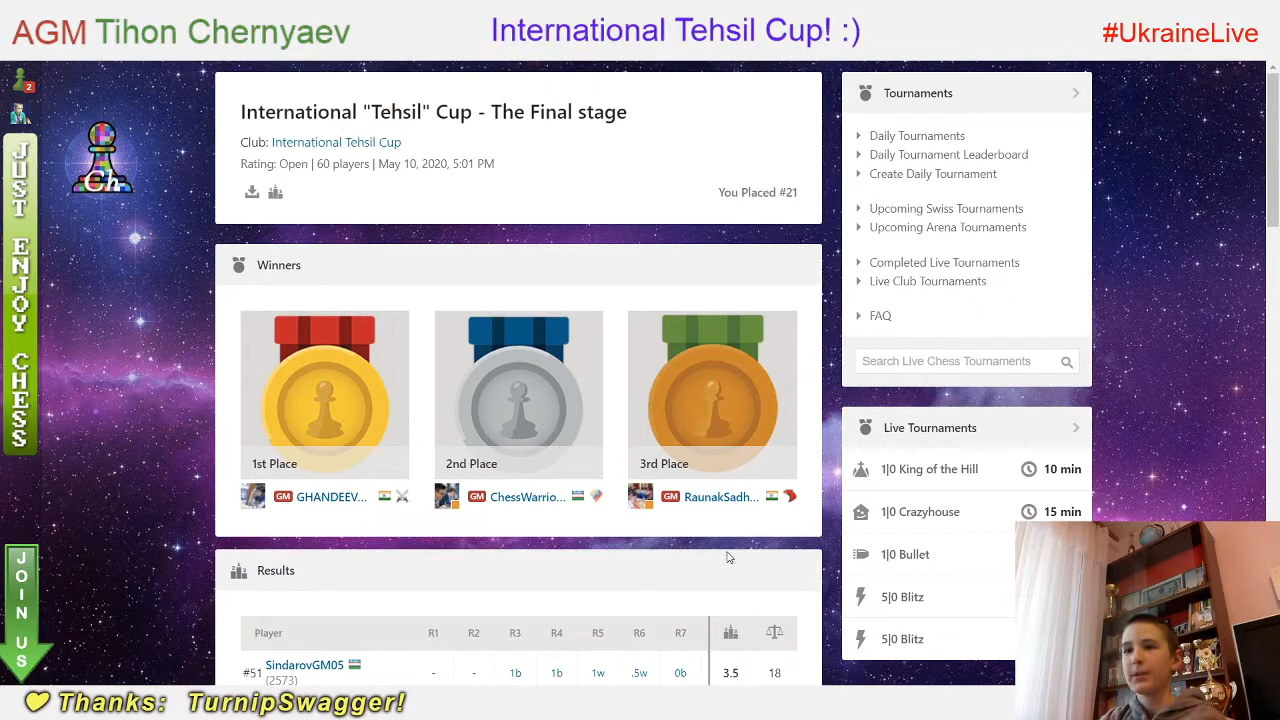 AGM Tihon Chernyaev
International Tehsil Cup! :)
#UkraineLive
2
Ch
JUST ENJOY CHESS
JOIN US
International "Tehsil" Cup - The Final stage
Club: International Tehsil Cup
Rating: Open | 60 players | May 10, 2020, 5:01 PM
You Placed #21
Winners
1st Place
2nd Place
3rd Place
GM GHANDEEV...
GM ChessWarrio...
GM RaunakSadh...
Results
Player R1 R2 R3 R4 R5 R6 R7
#51 SindarovGM05 - - 1b 1b 1w .5w 0b 3.5 18
(2573)
Tournaments
Daily Tournaments
Daily Tournament Leaderboard
Create Daily Tournament
Upcoming Swiss Tournaments
Upcoming Arena Tournaments
Completed Live Tournaments
Live Club Tournaments
FAQ
Search Live Chess Tournaments
Live Tournaments
1|0 King of the Hill 10 min
1|0 Crazyhouse 15 min
1|0 Bullet
5|0 Blitz
5|0 Blitz
Thanks: TurnipSwagger!